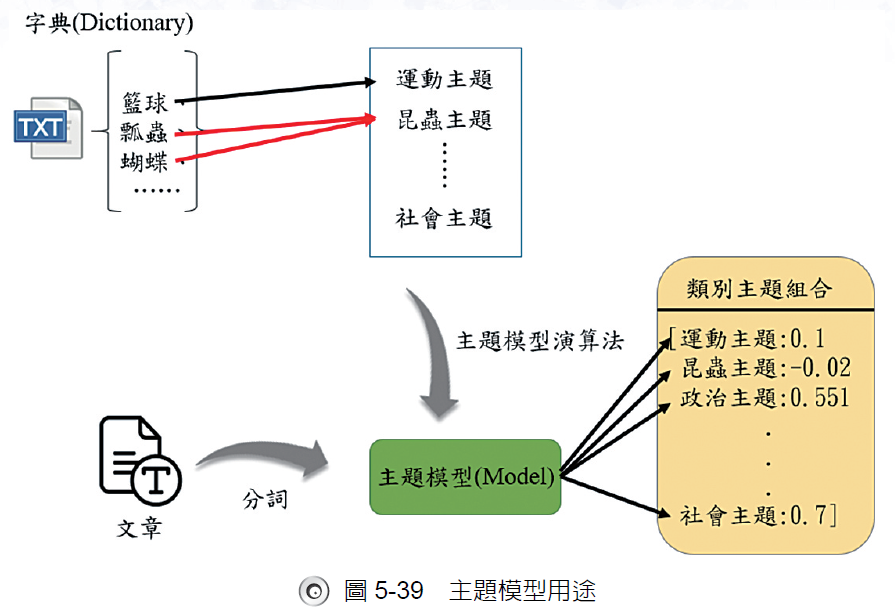 字典(Dictionary)
TXT
籃球
瓢蟲
蝴蝶
……
運動主題
昆蟲主題
社會主題
主題模型演算法
文章
T
分詞
主題模型(Model)
類別主題組合
[運動主題:0.1
昆蟲主題:-0.02
政治主題:0.551
.
.
.
社會主題:0.7]
圖 5-39 主題模型用途